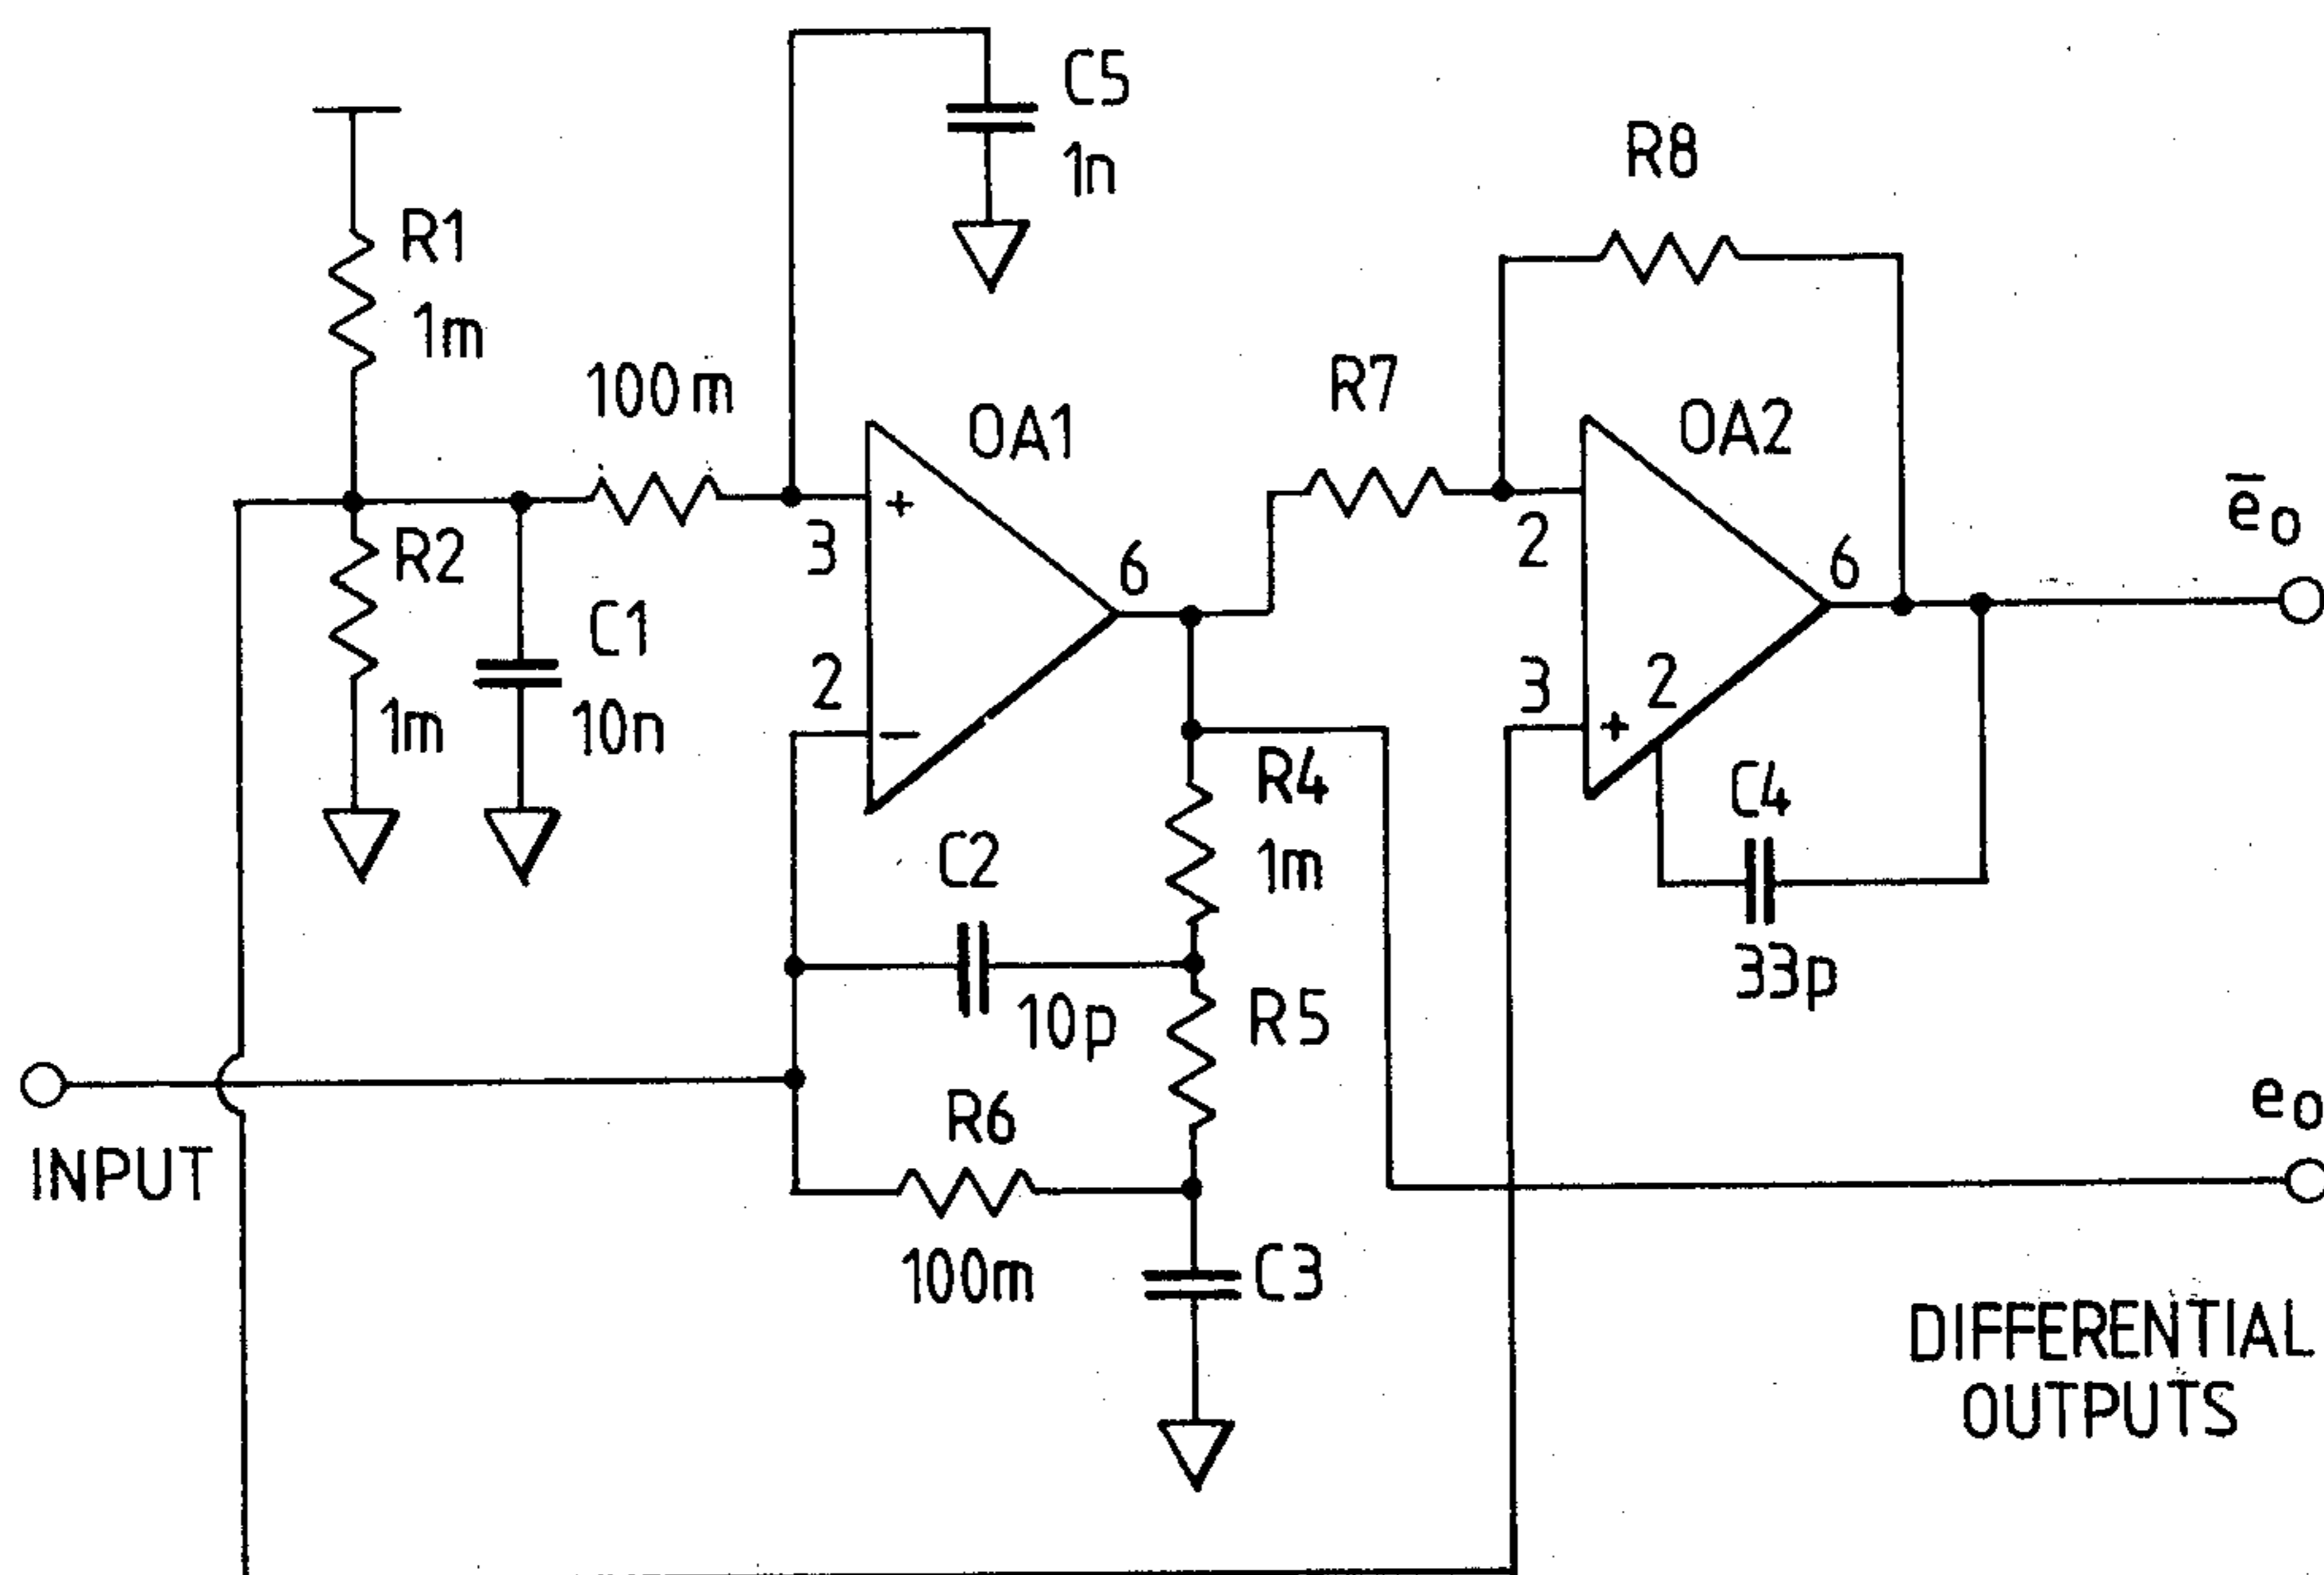 C5
1n
R8
R1
1m
100m
OA1
R7
OA2
+
3
6
2
6
e̅o
R2
1m
C1
10n
2
−
3
+
2
R4
1m
C4
33p
C2
10p
R5
eo
INPUT
R6
100m
C3
DIFFERENTIAL
OUTPUTS